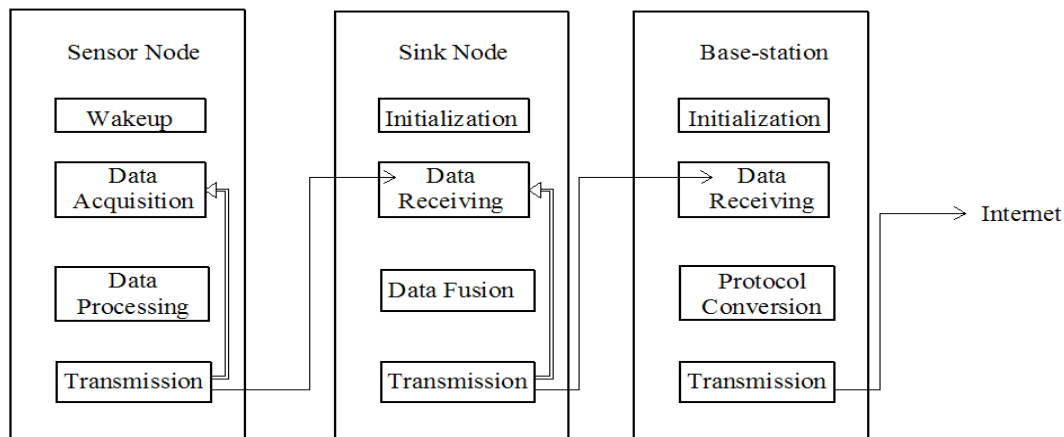 Sensor Node
Wakeup
Data
Acquisition
Data
Processing
Transmission
Sink Node
Initialization
Data
Receiving
Data Fusion
Transmission
Base-station
Initialization
Data
Receiving
Protocol
Conversion
Transmission
Internet